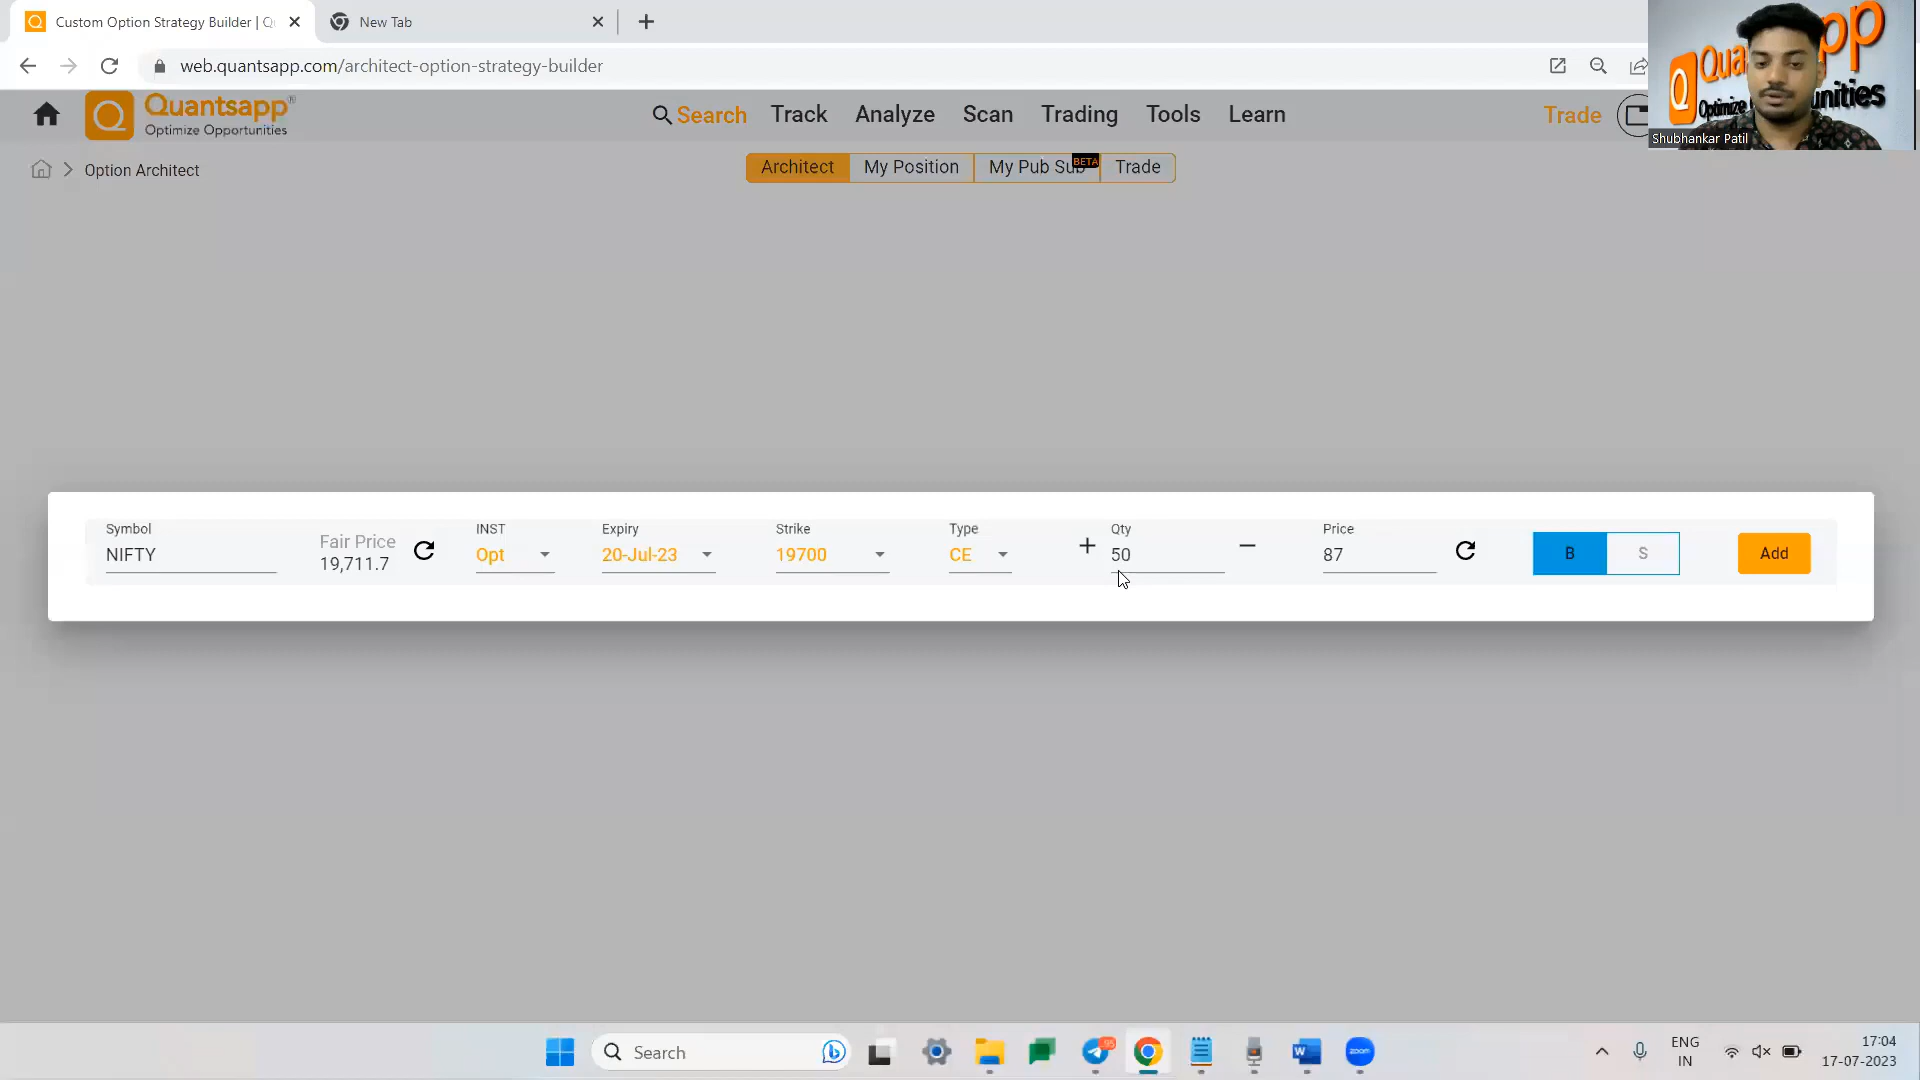 Custom Option Strategy Builder | Q
New Tab
web.quantsapp.com/architect-option-strategy-builder
Quantsapp®
Optimize Opportunities
Search
Track
Analyze
Scan
Trading
Tools
Learn
Trade
Shubhankar Patil
Option Architect
Architect
My Position
My Pub Sub
BETA
Trade
Symbol
NIFTY
Fair Price
19,711.7
INST
Opt
Expiry
20-Jul-23
Strike
19700
Type
CE
Qty
50
Price
87
B
S
Add
Search
95
zoom
ENG
IN
17:04
17-07-2023